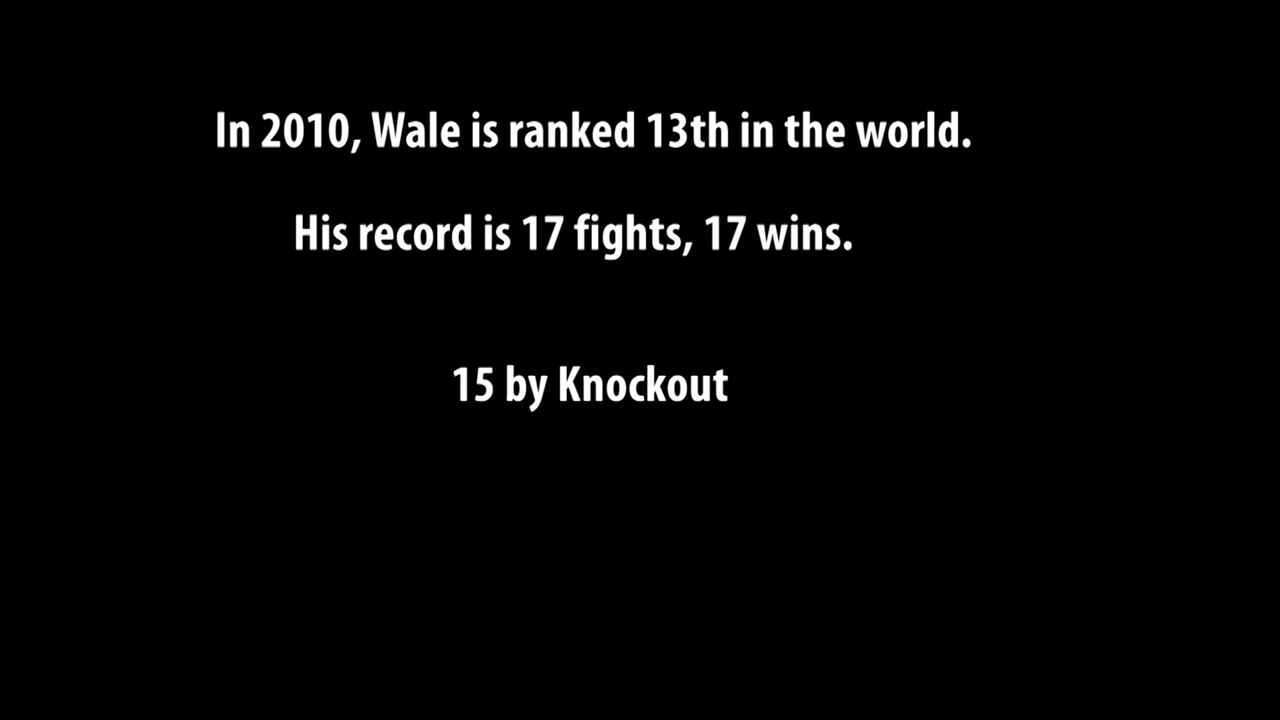 In 2010, Wale is ranked 13th in the world.
His record is 17 fights, 17 wins.
15 by Knockout